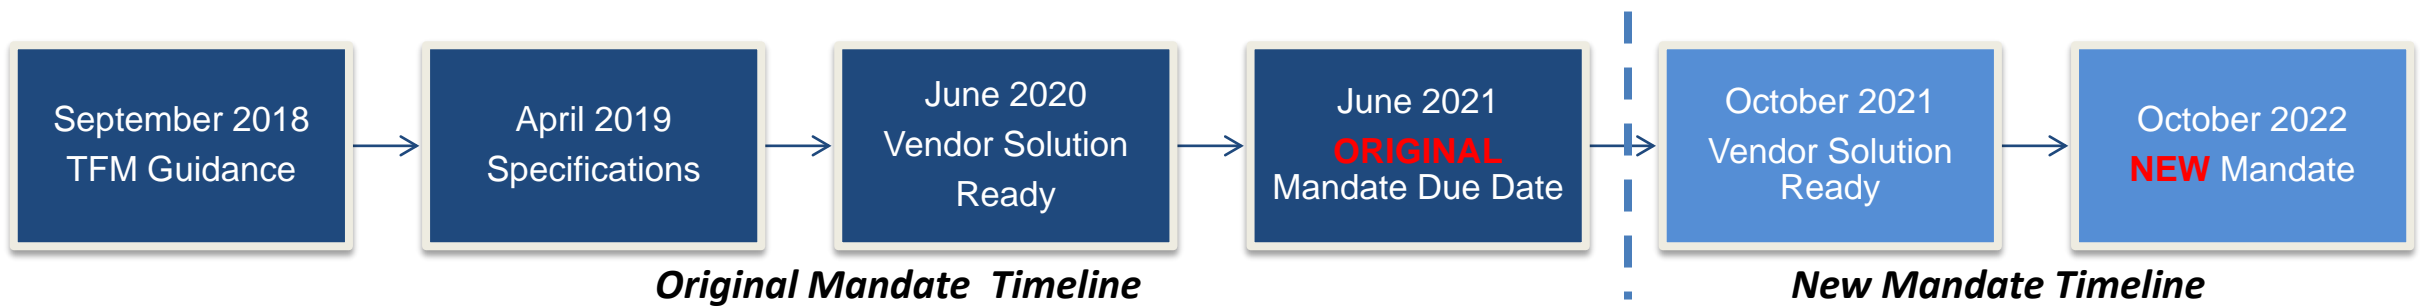 September 2018
TFM Guidance
April 2019
Specifications
June 2020
Vendor Solution
Ready
June 2021
ORIGINAL
Mandate Due Date
October 2021
Vendor Solution
Ready
October 2022
NEW Mandate
Original Mandate  Timeline
New Mandate Timeline